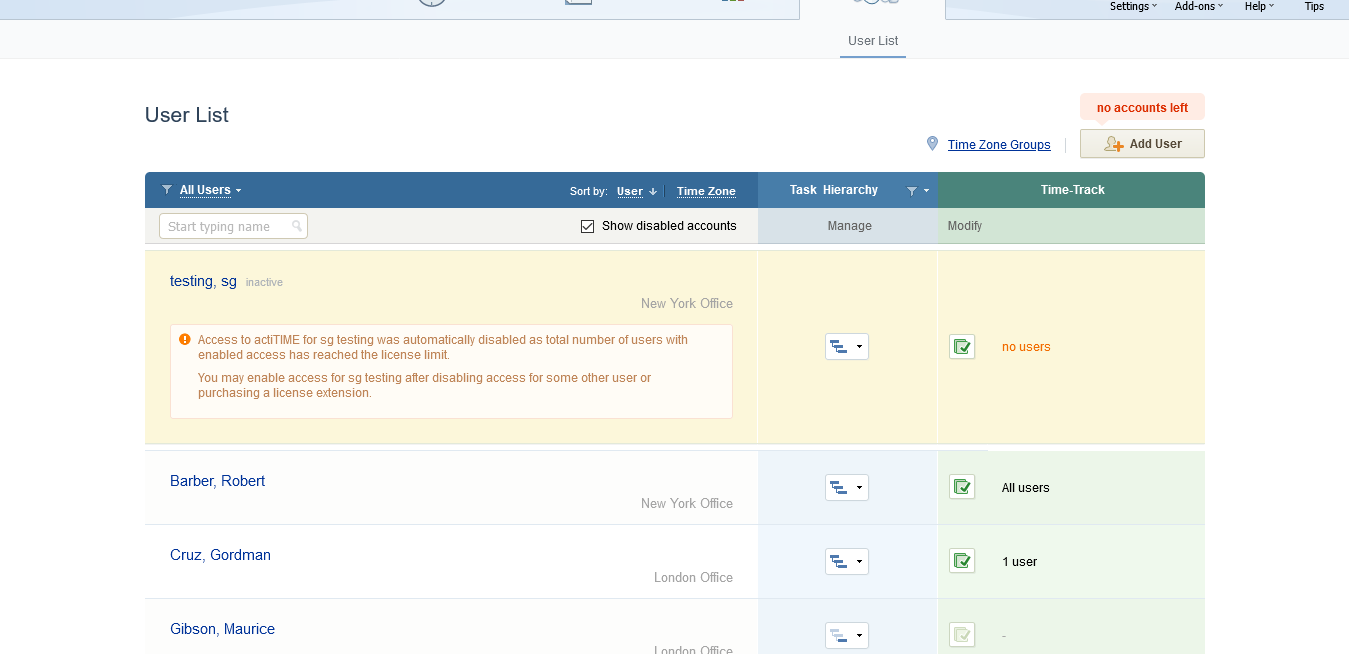 Settings Add-ons Help Tips
User List
User List
no accounts left
Time Zone Groups
Add User
All Users
Sort by: User Time Zone
Task Hierarchy
Time-Track
Start typing name
Show disabled accounts
Manage
Modify
testing, sg inactive
New York Office
Access to actiTIME for sg testing was automatically disabled as total number of users with
enabled access has reached the license limit.
You may enable access for sg testing after disabling access for some other user or
purchasing a license extension.
no users
Barber, Robert
New York Office
All users
Cruz, Gordman
London Office
1 user
Gibson, Maurice
London Office
-